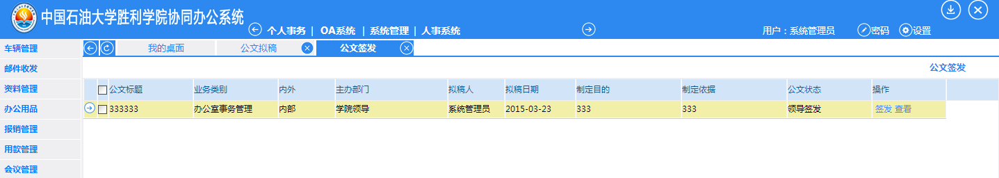 中国石油大学胜利学院协同办公系统
个人事务 | OA系统 | 系统管理 | 人事系统
用户：系统管理员 密码 设置
车辆管理
邮件收发
资料管理
办公用品
报销管理
用款管理
会议管理
我的桌面 公文拟稿 公文签发
公文签发
公文标题 业务类别 内外 主办部门 拟稿人 拟稿日期 制定目的 制定依据 公文状态 操作
333333 办公室事务管理 内部 学院领导 系统管理员 2015-03-23 333 333 领导签发 签发 查看